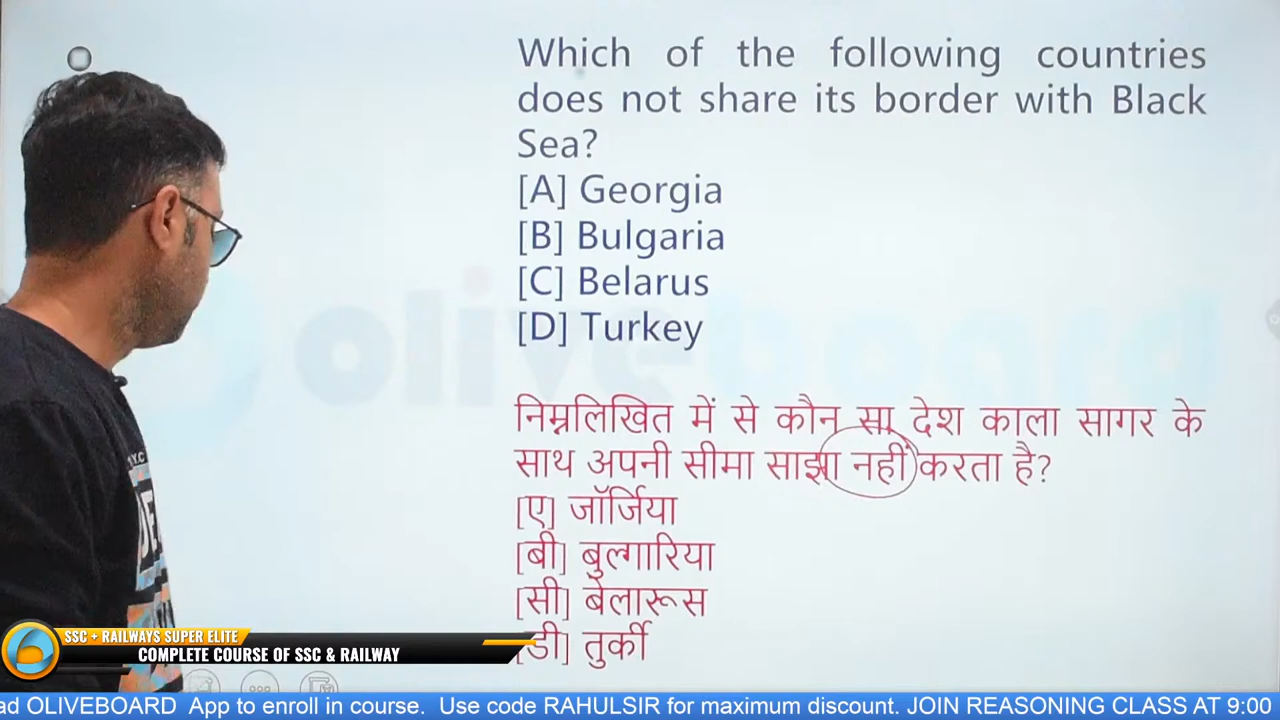 Which of the following countries
does not share its border with Black
Sea?
[A] Georgia
[B] Bulgaria
[C] Belarus
[D] Turkey
oliveboard
निम्नलिखित में से कौन सा देश काला सागर के
साथ अपनी सीमा साझा नहीं करता है?
[ए] जॉर्जिया
[बी] बुल्गारिया
[सी] बेलारूस
[डी] तुर्की
Y.C
SSC + RAILWAYS SUPER ELITE
COMPLETE COURSE OF SSC & RAILWAY
ad OLIVEBOARD App to enroll in course. Use code RAHULSIR for maximum discount. JOIN REASONING CLASS AT 9:00